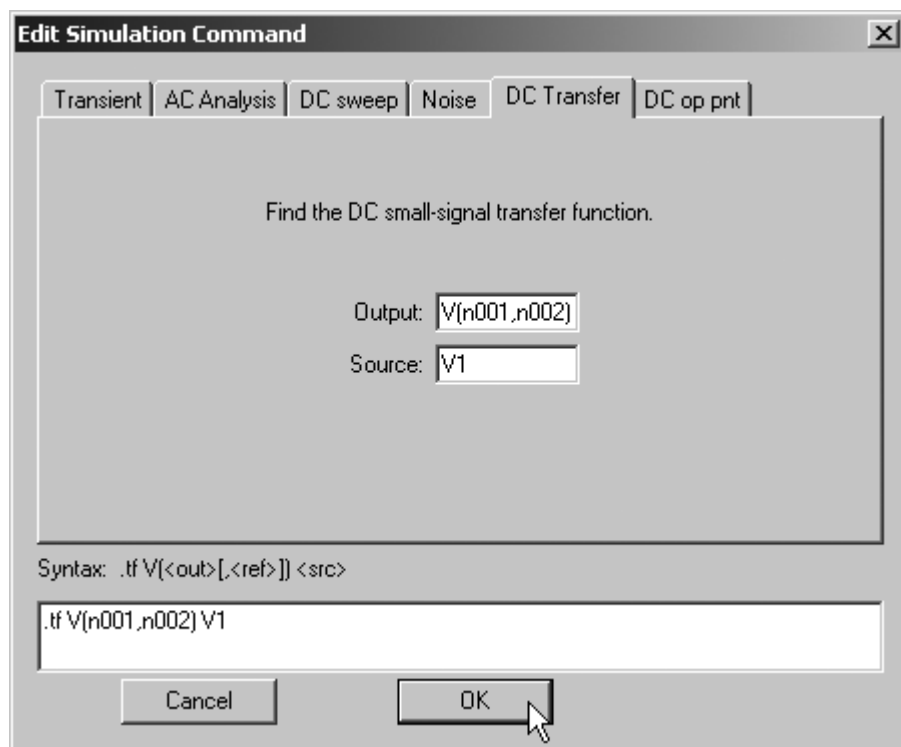 Edit Simulation Command
Transient AC Analysis DC sweep Noise DC Transfer DC op pnt
Find the DC small-signal transfer function.
Output: V(n001,n002)
Source: V1
Syntax: .tf V(<out>[,<ref>]) <src>
.tf V(n001,n002) V1
Cancel OK